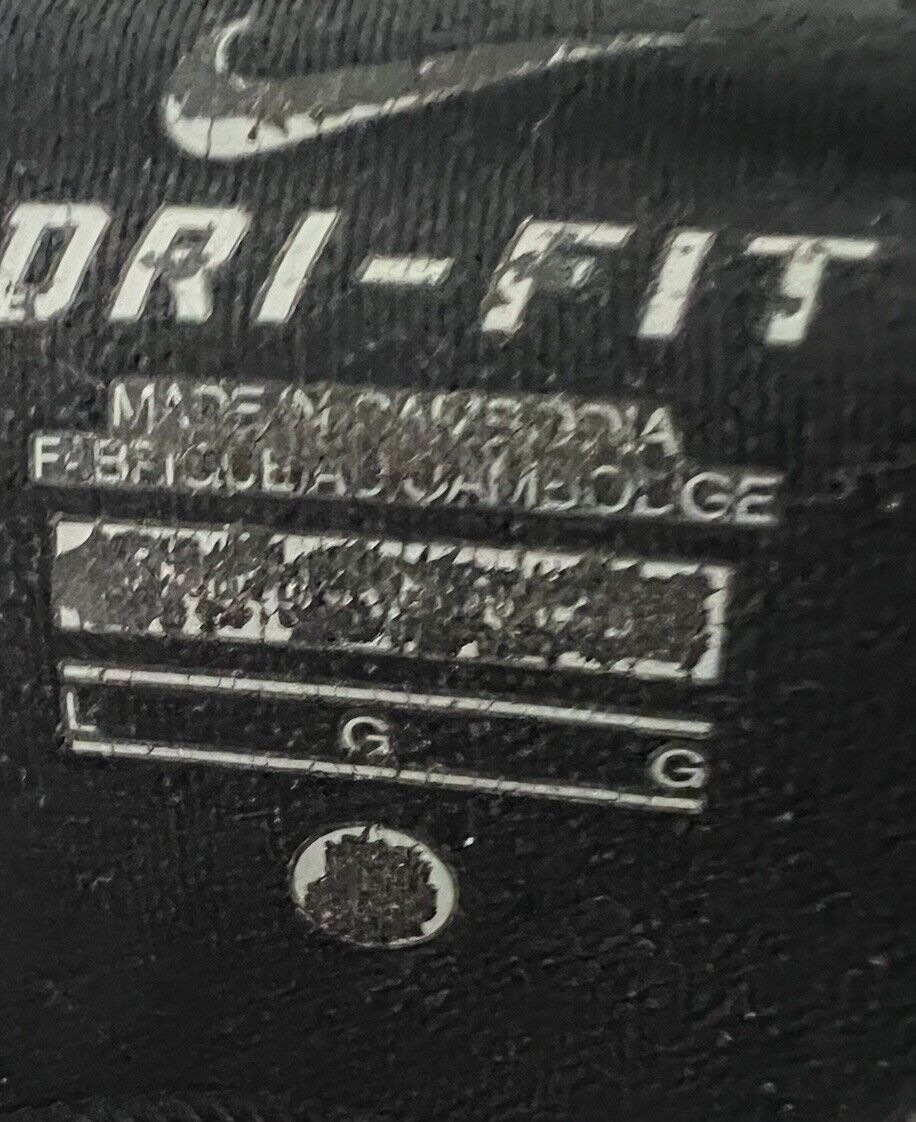 DRI-FIT
MADE IN CAMBODIA
FABRIQUE AU CAMBODGE
L G G